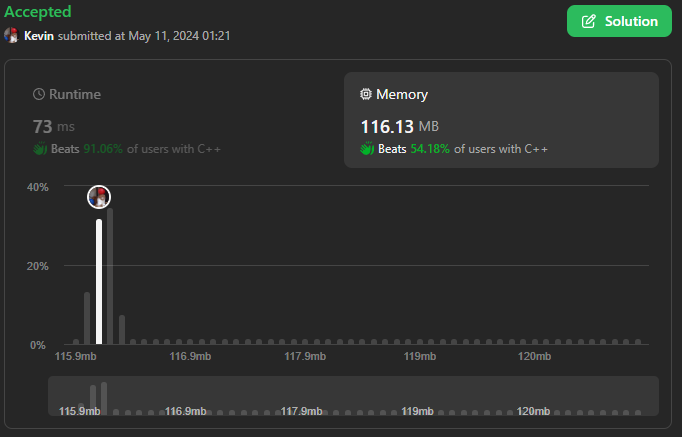 Accepted
Kevin submitted at May 11, 2024 01:21
Solution
Runtime
73 ms
Beats 91.06% of users with C++
Memory
116.13 MB
Beats 54.18% of users with C++
40%
20%
0%
115.9mb 116.9mb 117.9mb 119mb 120mb
115.9mb 116.9mb 117.9mb 119mb 120mb